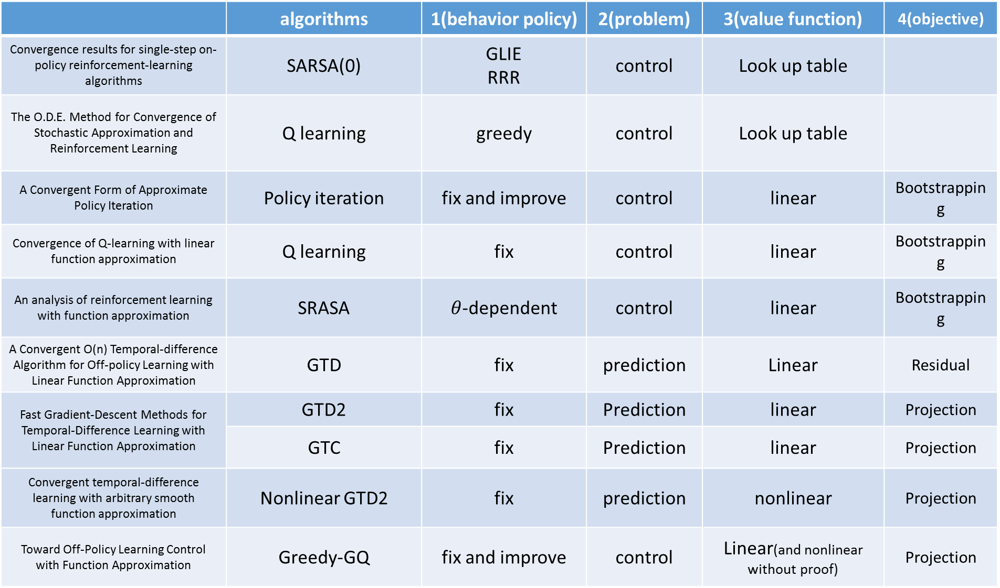 algorithms
1(behavior policy)
2(problem)
3(value function)
4(objective)
Convergence results for single-step on-
policy reinforcement-learning
algorithms
SARSA(0)
GLIE
RRR
control
Look up table
The O.D.E. Method for Convergence of
Stochastic Approximation and
Reinforcement Learning
Q learning
greedy
control
Look up table
A Convergent Form of Approximate
Policy Iteration
Policy iteration
fix and improve
control
linear
Bootstrappin
g
Convergence of Q-learning with linear
function approximation
Q learning
fix
control
linear
Bootstrappin
g
An analysis of reinforcement learning
with function approximation
SRASA
θ-dependent
control
linear
Bootstrappin
g
A Convergent O(n) Temporal-difference
Algorithm for Off-policy Learning with
Linear Function Approximation
GTD
fix
prediction
Linear
Residual
Fast Gradient-Descent Methods for
Temporal-Difference Learning with
Linear Function Approximation
GTD2
fix
Prediction
linear
Projection
GTC
fix
Prediction
linear
Projection
Convergent temporal-difference
learning with arbitrary smooth
function approximation
Nonlinear GTD2
fix
prediction
nonlinear
Projection
Toward Off-Policy Learning Control
with Function Approximation
Greedy-GQ
fix and improve
control
Linear(and nonlinear
without proof)
Projection